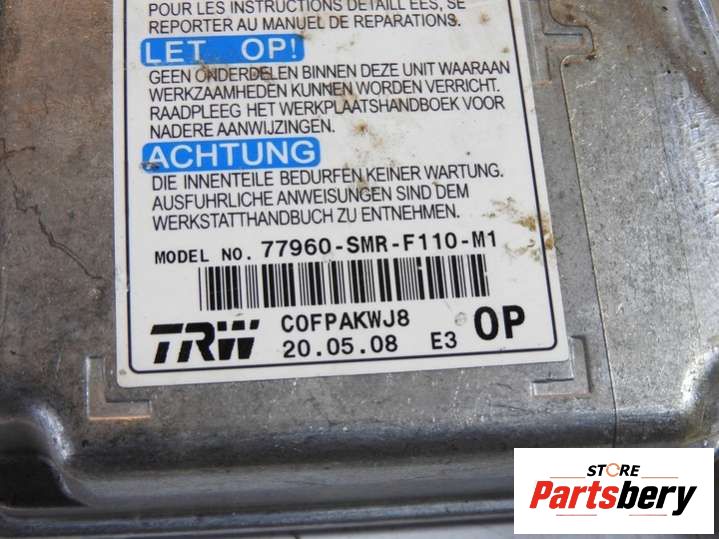 POUR LES INSTRUCTIONS DETAILLEES, SE
REPORTER AU MANUEL DE REPARATIONS.
LET OP!
GEEN ONDERDELEN BINNEN DEZE UNIT WAARAAN
WERKZAAMHEDEN KUNNEN WORDEN VERRICHT.
RAADPLEEG HET WERKPLAATSHANDBOEK VOOR
NADERE AANWIJZINGEN.
ACHTUNG
DIE INNENTEILE BEDURFEN KEINER WARTUNG.
AUSFUHRLICHE ANWEISUNGEN SIND DEM
WERKSTATTHANDBUCH ZU ENTNEHMEN.
MODEL NO. 77960-SMR-F110-M1
TRW C0FPAKWJ8 OP
20.05.08 E3
STORE
Partsbery